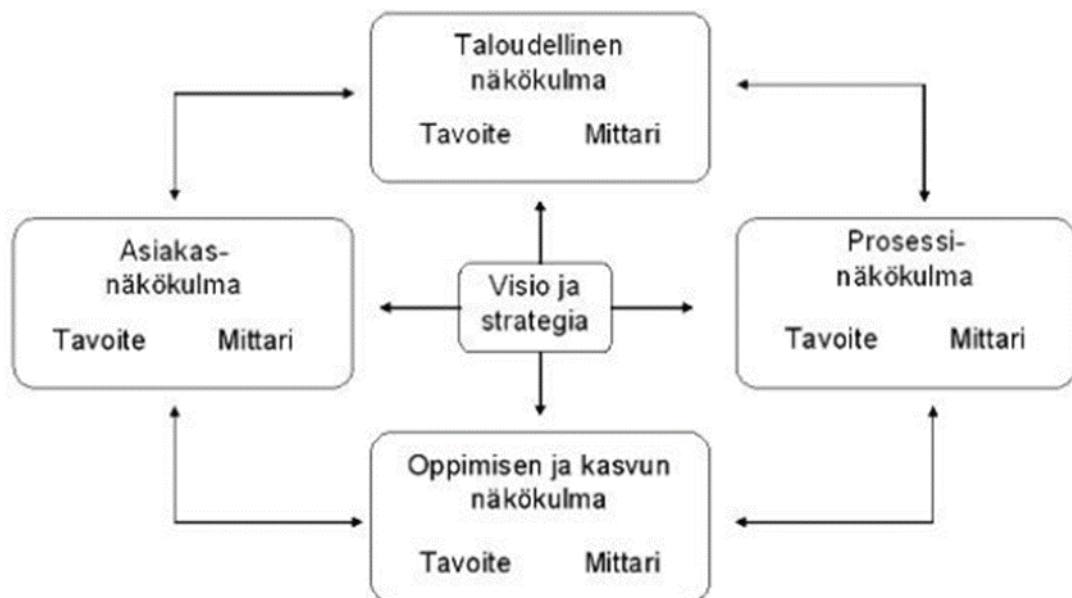 Taloudellinen
näkökulma
Tavoite Mittari
Asiakas-
näkökulma
Tavoite Mittari
Visio ja
strategia
Prosessi-
näkökulma
Tavoite Mittari
Oppimisen ja kasvun
näkökulma
Tavoite Mittari